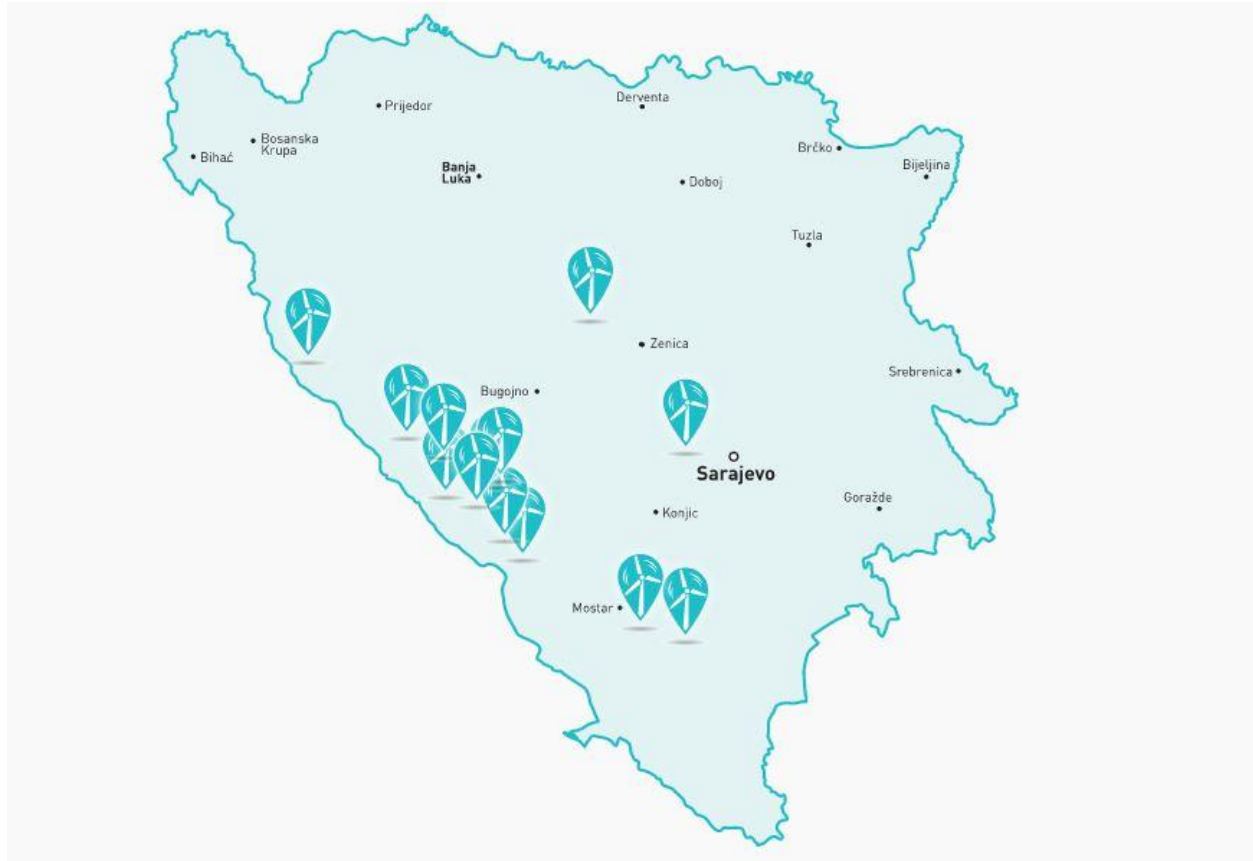 Prijedor
Derventa
Bosanska
Krupa
Bihać
Brčko
Bijeljina
Banja
Luka
Doboj
Tuzla
Zenica
Srebrenica
Bugojno
Sarajevo
Goražde
Konjic
Mostar